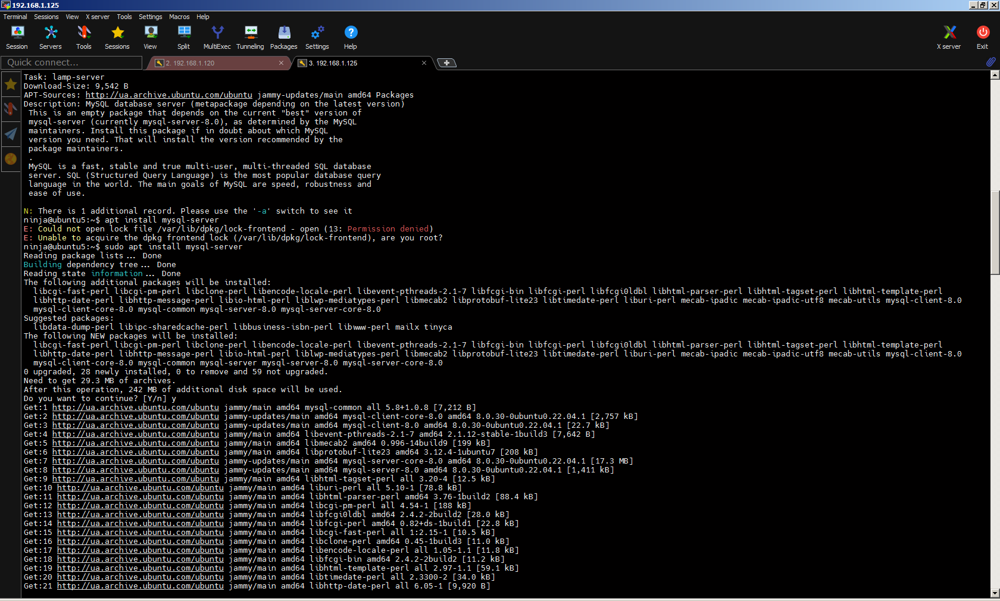 192.168.1.125
Terminal Sessions View X server Tools Settings Macros Help
Session Servers Tools Sessions View Split MultiExec Tunneling Packages Settings Help X server Exit
Quick connect... 2. 192.168.1.120 3. 192.168.1.125
Task: lamp-server
Download-Size: 9,542 B
APT-Sources: http://ua.archive.ubuntu.com/ubuntu jammy-updates/main amd64 Packages
Description: MySQL database server (metapackage depending on the latest version)
This is an empty package that depends on the current "best" version of
mysql-server (currently mysql-server-8.0), as determined by the MySQL
maintainers. Install this package if in doubt about which MySQL
version you need. That will install the version recommended by the
package maintainers.
.
MySQL is a fast, stable and true multi-user, multi-threaded SQL database
server. SQL (Structured Query Language) is the most popular database query
language in the world. The main goals of MySQL are speed, robustness and
ease of use.
N: There is 1 additional record. Please use the '-a' switch to see it
ninja@ubuntu5:~$ apt install mysql-server
E: Could not open lock file /var/lib/dpkg/lock-frontend - open (13: Permission denied)
E: Unable to acquire the dpkg frontend lock (/var/lib/dpkg/lock-frontend), are you root?
ninja@ubuntu5:~$ sudo apt install mysql-server
Reading package lists... Done
Building dependency tree... Done
Reading state information... Done
The following additional packages will be installed:
libcgi-fast-perl libcgi-pm-perl libclone-perl libencode-locale-perl libevent-pthreads-2.1-7 libfcgi-bin libfcgi-perl libfcgi0ldbl libhtml-parser-perl libhtml-tagset-perl libhtml-template-perl
libhttp-date-perl libhttp-message-perl libio-html-perl liblwp-mediatypes-perl libmecab2 libprotobuf-lite23 libtimedate-perl liburi-perl mecab-ipadic mecab-ipadic-utf8 mecab-utils mysql-client-8.0
mysql-client-core-8.0 mysql-common mysql-server-8.0 mysql-server-core-8.0
Suggested packages:
libdata-dump-perl libipc-sharedcache-perl libbusiness-isbn-perl libwww-perl mailx tinyca
The following NEW packages will be installed:
libcgi-fast-perl libcgi-pm-perl libclone-perl libencode-locale-perl libevent-pthreads-2.1-7 libfcgi-bin libfcgi-perl libfcgi0ldbl libhtml-parser-perl libhtml-tagset-perl libhtml-template-perl
libhttp-date-perl libhttp-message-perl libio-html-perl liblwp-mediatypes-perl libmecab2 libprotobuf-lite23 libtimedate-perl liburi-perl mecab-ipadic mecab-ipadic-utf8 mecab-utils mysql-client-8.0
mysql-client-core-8.0 mysql-common mysql-server mysql-server-8.0 mysql-server-core-8.0
0 upgraded, 28 newly installed, 0 to remove and 59 not upgraded.
Need to get 29.3 MB of archives.
After this operation, 242 MB of additional disk space will be used.
Do you want to continue? [Y/n] y
Get:1 http://ua.archive.ubuntu.com/ubuntu jammy/main amd64 mysql-common all 5.8+1.0.8 [7,212 B]
Get:2 http://ua.archive.ubuntu.com/ubuntu jammy-updates/main amd64 mysql-client-core-8.0 amd64 8.0.30-0ubuntu0.22.04.1 [2,757 kB]
Get:3 http://ua.archive.ubuntu.com/ubuntu jammy-updates/main amd64 mysql-client-8.0 amd64 8.0.30-0ubuntu0.22.04.1 [22.7 kB]
Get:4 http://ua.archive.ubuntu.com/ubuntu jammy/main amd64 libevent-pthreads-2.1-7 amd64 2.1.12-stable-1build3 [7,642 B]
Get:5 http://ua.archive.ubuntu.com/ubuntu jammy/main amd64 libmecab2 amd64 0.996-14build9 [199 kB]
Get:6 http://ua.archive.ubuntu.com/ubuntu jammy/main amd64 libprotobuf-lite23 amd64 3.12.4-1ubuntu7 [208 kB]
Get:7 http://ua.archive.ubuntu.com/ubuntu jammy-updates/main amd64 mysql-server-core-8.0 amd64 8.0.30-0ubuntu0.22.04.1 [17.3 MB]
Get:8 http://ua.archive.ubuntu.com/ubuntu jammy-updates/main amd64 mysql-server-8.0 amd64 8.0.30-0ubuntu0.22.04.1 [1,411 kB]
Get:9 http://ua.archive.ubuntu.com/ubuntu jammy/main amd64 libhtml-tagset-perl all 3.20-4 [12.5 kB]
Get:10 http://ua.archive.ubuntu.com/ubuntu jammy/main amd64 liburi-perl all 5.10-1 [78.8 kB]
Get:11 http://ua.archive.ubuntu.com/ubuntu jammy/main amd64 libhtml-parser-perl amd64 3.76-1build2 [88.4 kB]
Get:12 http://ua.archive.ubuntu.com/ubuntu jammy/main amd64 libcgi-pm-perl all 4.54-1 [188 kB]
Get:13 http://ua.archive.ubuntu.com/ubuntu jammy/main amd64 libfcgi0ldbl amd64 2.4.2-2build2 [28.0 kB]
Get:14 http://ua.archive.ubuntu.com/ubuntu jammy/main amd64 libfcgi-perl amd64 0.82+ds-1build1 [22.8 kB]
Get:15 http://ua.archive.ubuntu.com/ubuntu jammy/main amd64 libcgi-fast-perl all 1:2.15-1 [10.5 kB]
Get:16 http://ua.archive.ubuntu.com/ubuntu jammy/main amd64 libclone-perl amd64 0.45-1build3 [11.0 kB]
Get:17 http://ua.archive.ubuntu.com/ubuntu jammy/main amd64 libencode-locale-perl all 1.05-1.1 [11.8 kB]
Get:18 http://ua.archive.ubuntu.com/ubuntu jammy/main amd64 libfcgi-bin amd64 2.4.2-2build2 [11.2 kB]
Get:19 http://ua.archive.ubuntu.com/ubuntu jammy/main amd64 libhtml-template-perl all 2.97-1.1 [59.1 kB]
Get:20 http://ua.archive.ubuntu.com/ubuntu jammy/main amd64 libtimedate-perl all 2.3300-2 [34.0 kB]
Get:21 http://ua.archive.ubuntu.com/ubuntu jammy/main amd64 libhttp-date-perl all 6.05-1 [9,920 B]